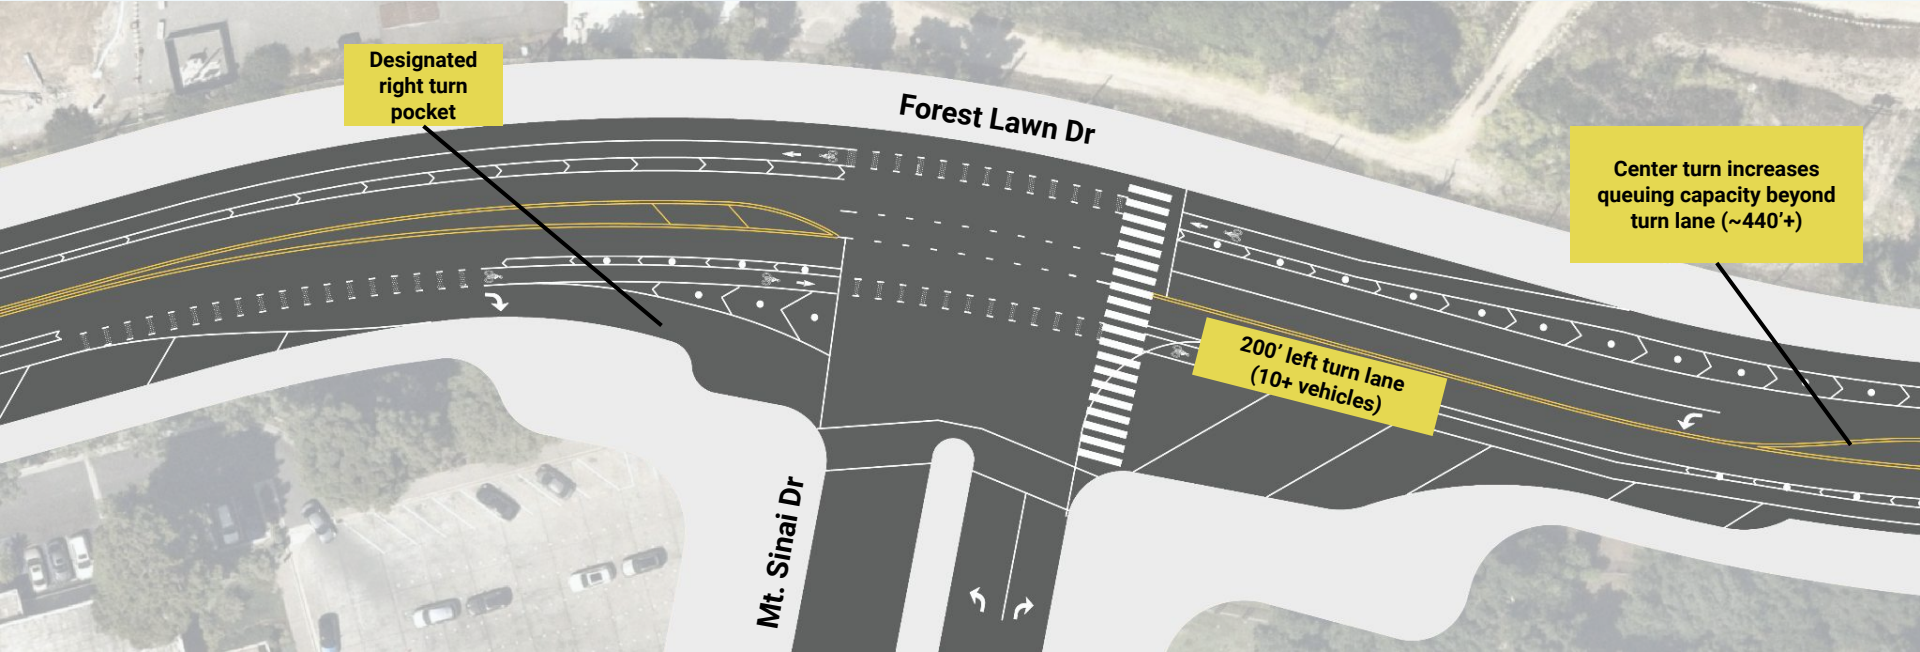 Designated
right turn
pocket
Forest Lawn Dr
Center turn increases
queuing capacity beyond
turn lane (~440’+)
200’ left turn lane
(10+ vehicles)
Mt. Sinai Dr